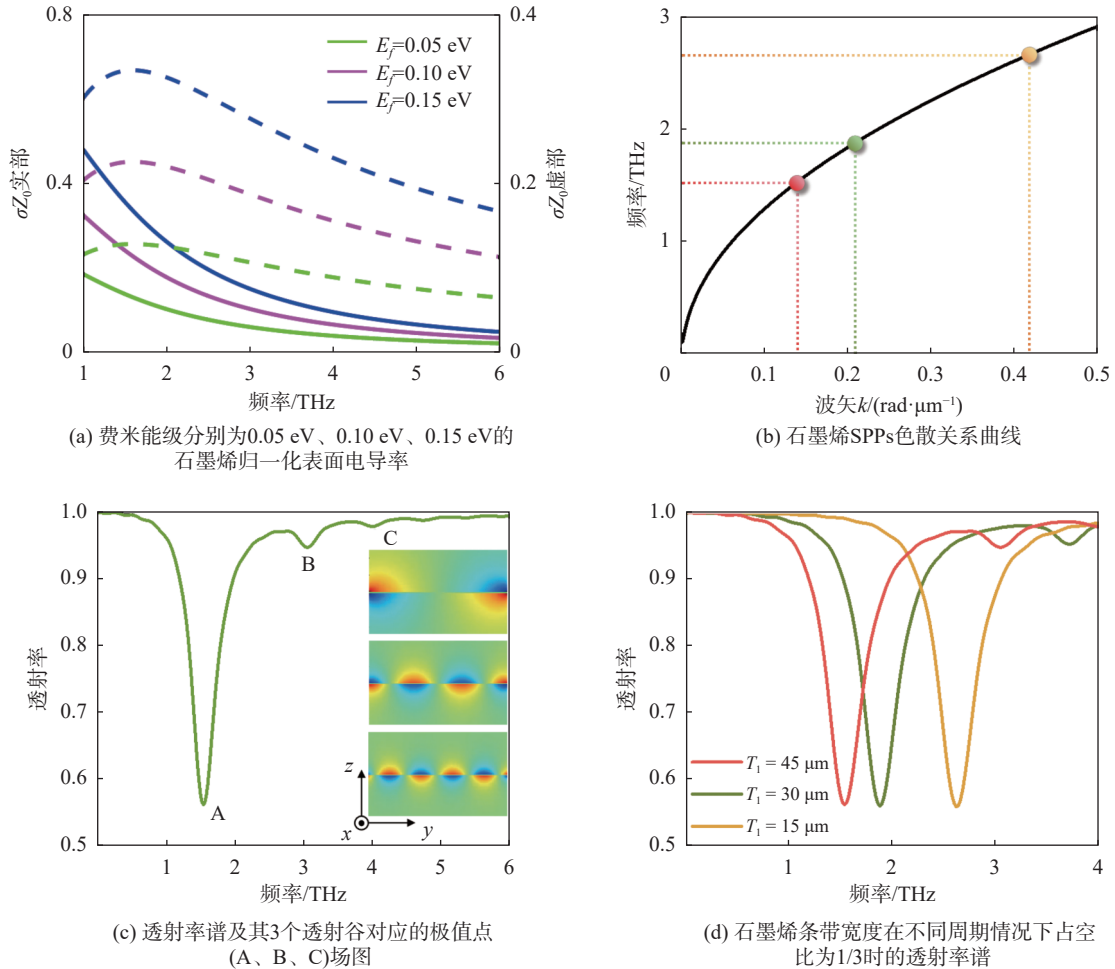 0.8
0.4
0
σZ₀实部
0.4
0.2
0
σZ₀虚部
E_f=0.05 eV
E_f=0.10 eV
E_f=0.15 eV
1
2
3
4
5
6
频率/THz
(a) 费米能级分别为0.05 eV、0.10 eV、0.15 eV的
石墨烯归一化表面电导率
3
2
1
频率/THz
0
0.1
0.2
0.3
0.4
0.5
波矢k/(rad·μm⁻¹)
(b) 石墨烯SPPs色散关系曲线
1.0
0.9
0.8
0.7
0.6
0.5
透射率
A
B
C
z
x
y
1
2
3
4
5
6
频率/THz
(c) 透射率谱及其3个透射谷对应的极值点
(A、B、C)场图
1.0
0.9
0.8
0.7
0.6
0.5
透射率
T₁ = 45 μm
T₁ = 30 μm
T₁ = 15 μm
1
2
3
4
频率/THz
(d) 石墨烯条带宽度在不同周期情况下占空
比为1/3时的透射率谱